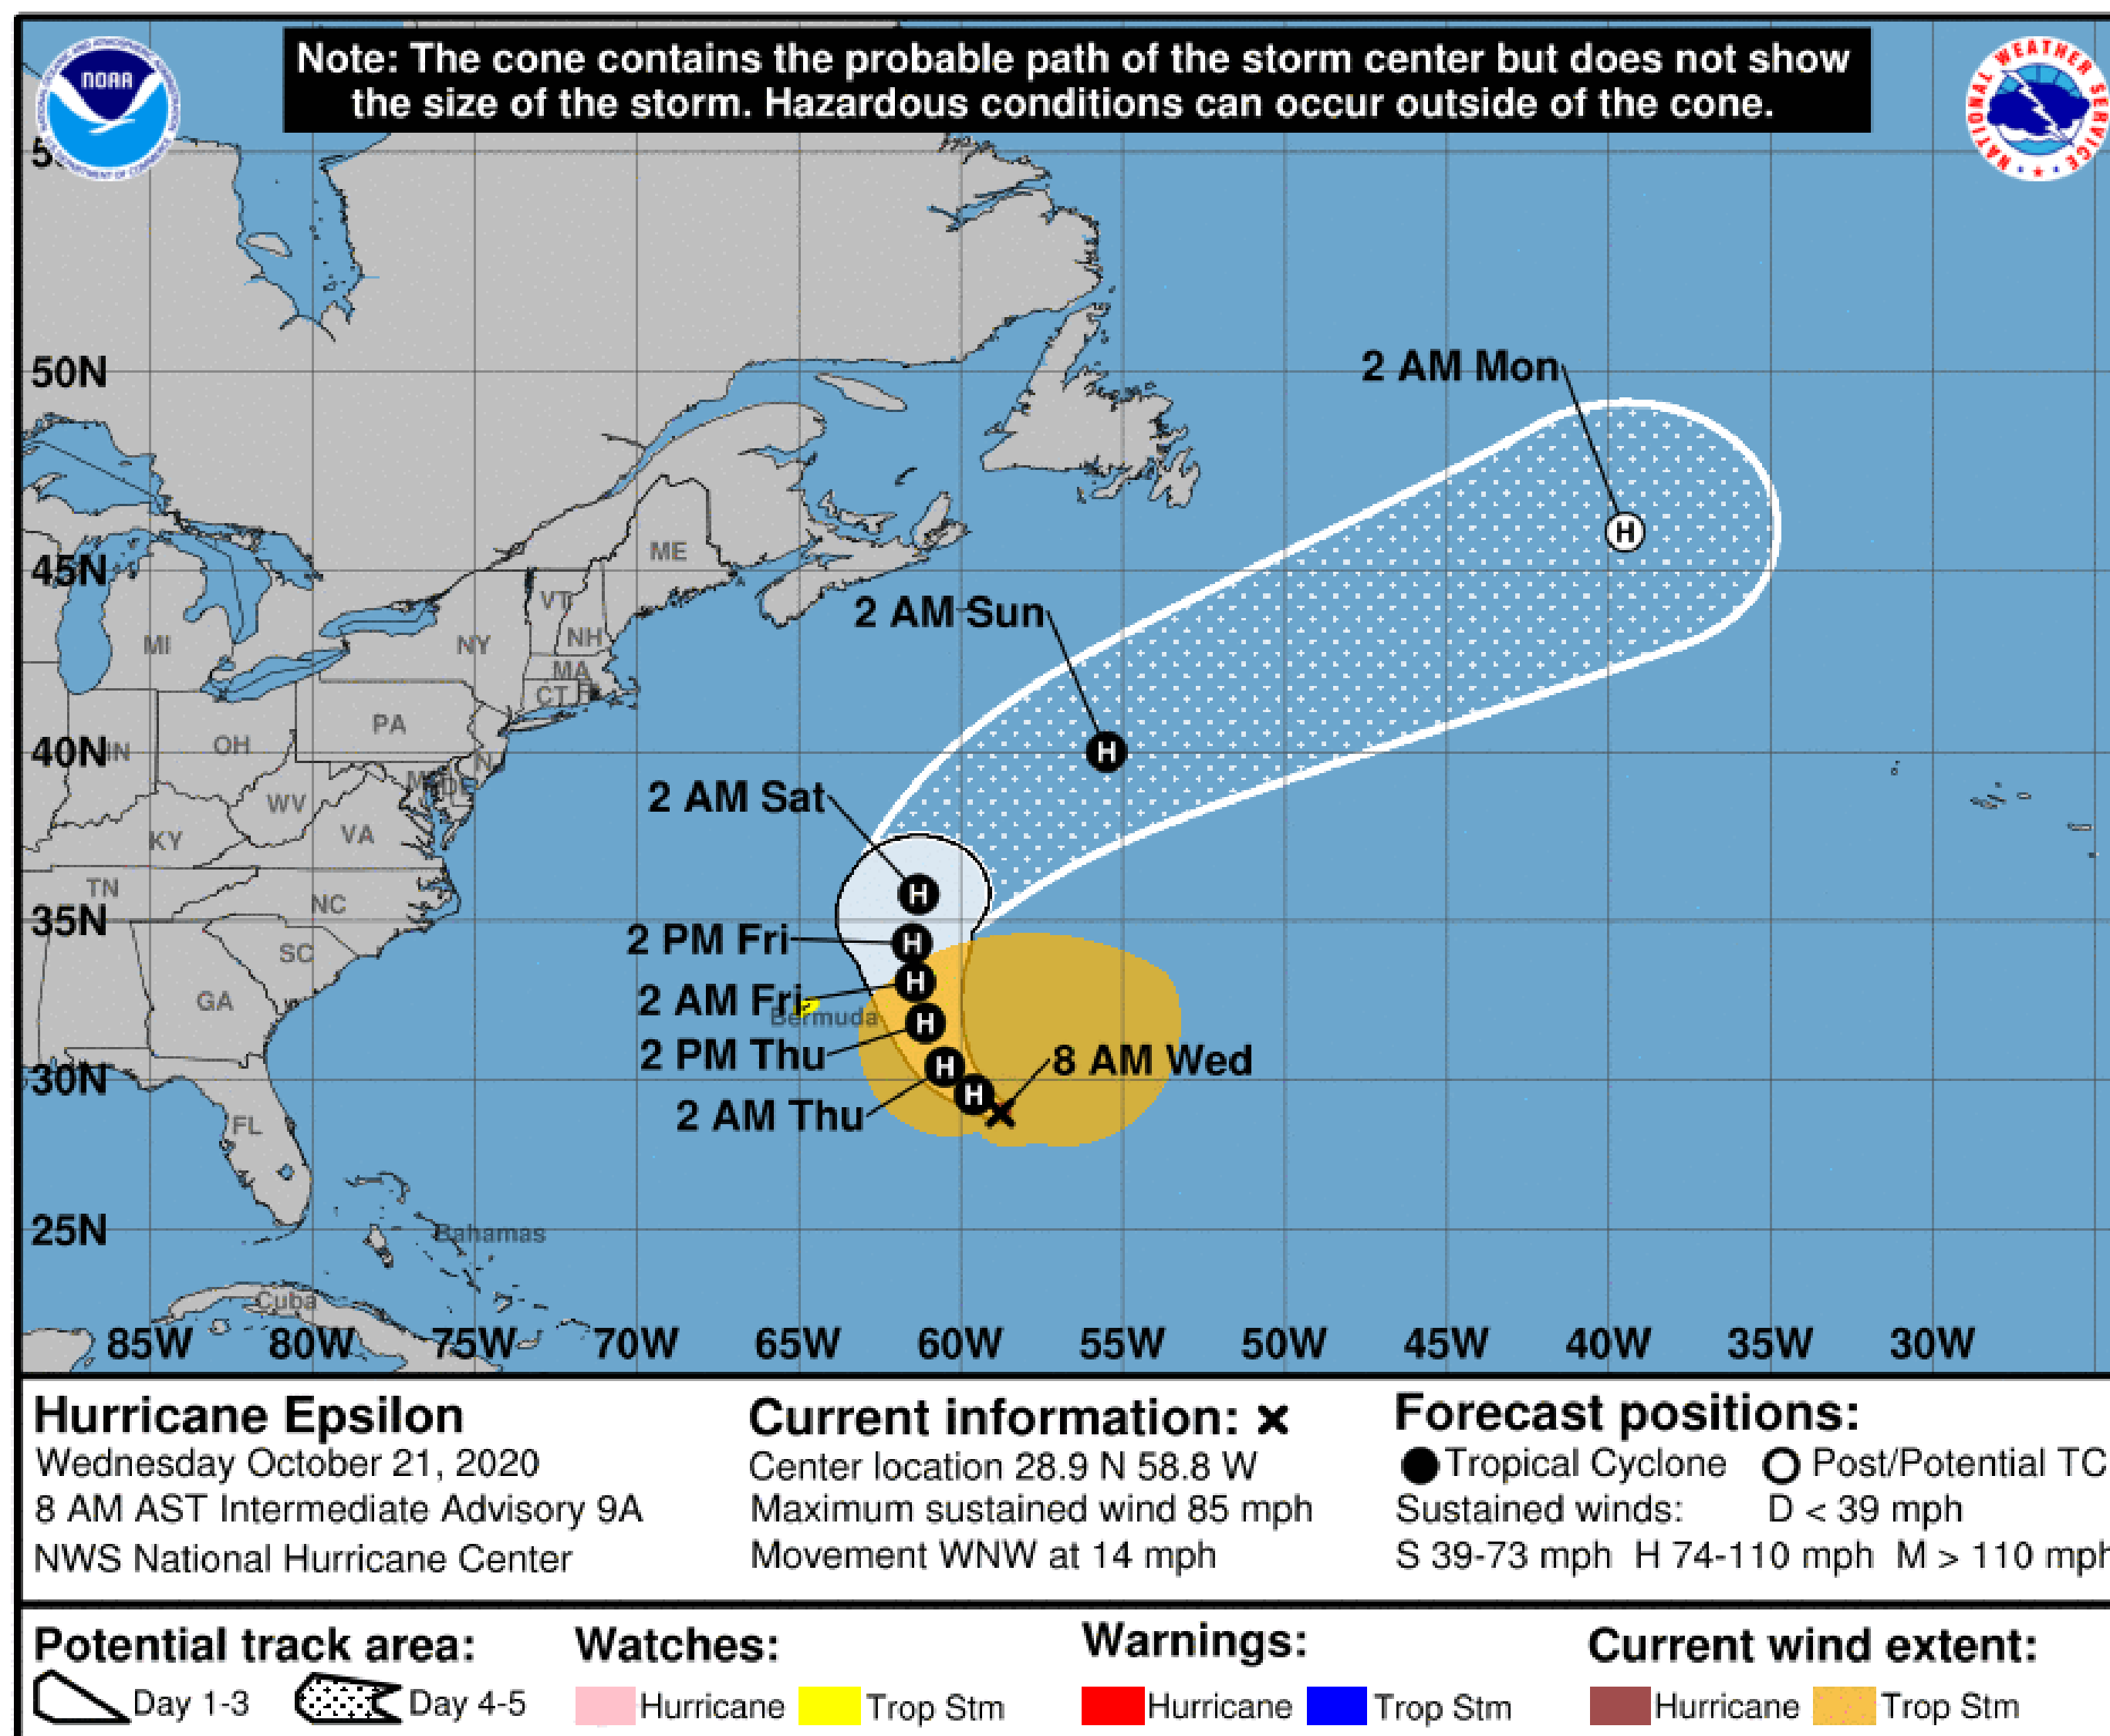 Note: The cone contains the probable path of the storm center but does not show
the size of the storm. Hazardous conditions can occur outside of the cone.
NOAA
NATIONAL WEATHER SERVICE
50N
2 AM Mon
ME
45N
VT
2 AM Sun
NH
MI
NY
MA
CT
PA
OH
40N
IN
DE
2 AM Sat
WV
VA
KY
TN
NC
35N
2 PM Fri
SC
GA
2 AM Fri
Bermuda
2 PM Thu
8 AM Wed
30N
2 AM Thu
FL
25N
Bahamas
Cuba
85W 80W 75W 70W 65W 60W 55W 50W 45W 40W 35W 30W
Hurricane Epsilon
Wednesday October 21, 2020
8 AM AST Intermediate Advisory 9A
NWS National Hurricane Center
Current information: x
Center location 28.9 N 58.8 W
Maximum sustained wind 85 mph
Movement WNW at 14 mph
Forecast positions:
Tropical Cyclone Post/Potential TC
Sustained winds: D < 39 mph
S 39-73 mph H 74-110 mph M > 110 mph
Potential track area:
Day 1-3 Day 4-5
Watches:
Hurricane Trop Stm
Warnings:
Hurricane Trop Stm
Current wind extent:
Hurricane Trop Stm
H
H
H
H
H
H
H
H